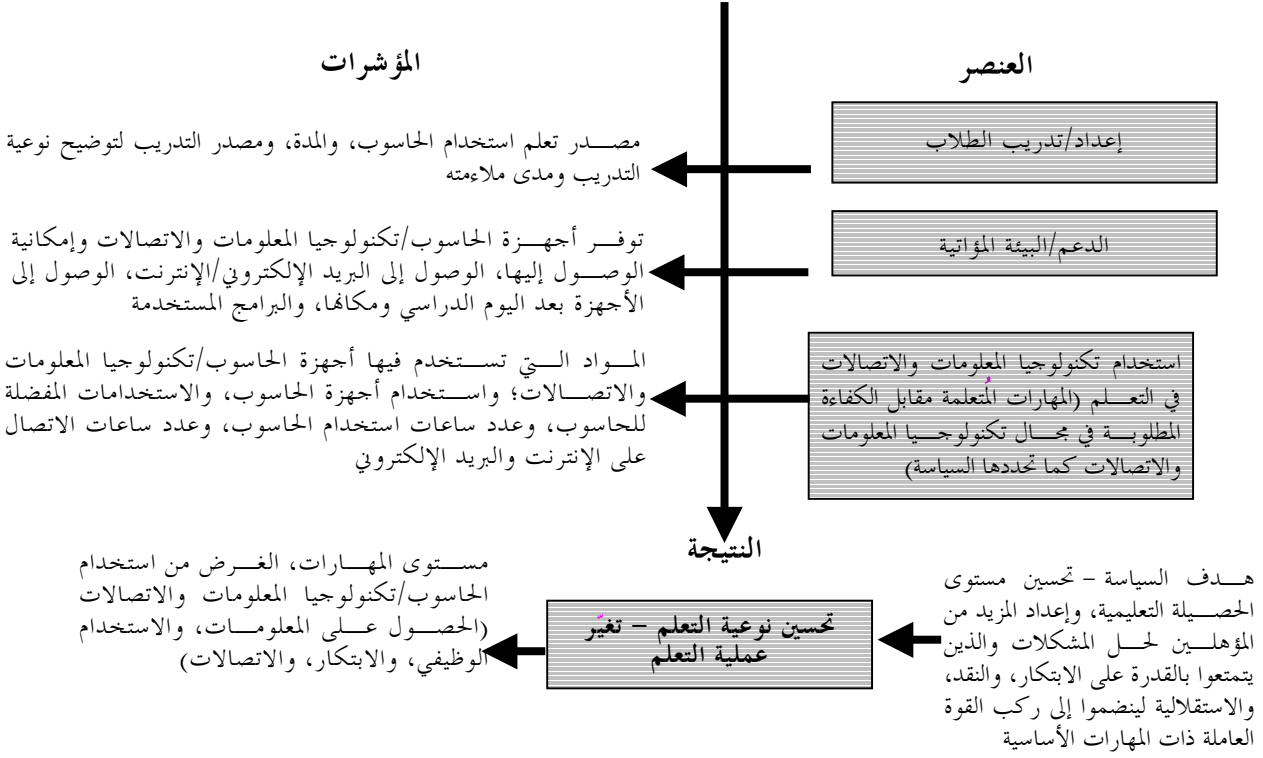 العنصر
المؤشرات
إعداد/تدريب الطلاب
مصدر تعلم استخدام الحاسوب، والمدة، ومصدر التدريب لتوضيح نوعية
التدريب ومدى ملاءمته
الدعم/البيئة المؤاتية
توفر أجهزة الحاسوب/تكنولوجيا المعلومات والاتصالات وإمكانية
الوصول إليها، الوصول إلى البريد الإلكتروني/الإنترنت، الوصول إلى
الأجهزة بعد اليوم الدراسي ومكانها، والبرامج المستخدمة
استخدام تكنولوجيا المعلومات والاتصالات
في التعلم (المهارات المُتعلمة مقابل الكفاءة
المطلوبة في مجال تكنولوجيا المعلومات
والاتصالات كما تحددها السياسة)
المواد التي تستخدم فيها أجهزة الحاسوب/تكنولوجيا المعلومات
والاتصالات؛ واستخدام أجهزة الحاسوب، والاستخدامات المفضلة
للحاسوب، وعدد ساعات استخدام الحاسوب، وعدد ساعات الاتصال
على الإنترنت والبريد الإلكتروني
النتيجة
هدف السياسة – تحسين مستوى
الحصيلة التعليمية، وإعداد المزيد من
المؤهلين لحل المشكلات والذين
يتمتعوا بالقدرة على الابتكار، والنقد،
والاستقلالية لينضموا إلى ركب القوة
العاملة ذات المهارات الأساسية
تحسين نوعية التعلم – تغيّر
عملية التعلم
مستوى المهارات، الغرض من استخدام
الحاسوب/تكنولوجيا المعلومات والاتصالات
(الحصول على المعلومات، والاستخدام
الوظيفي، والابتكار، والاتصالات)